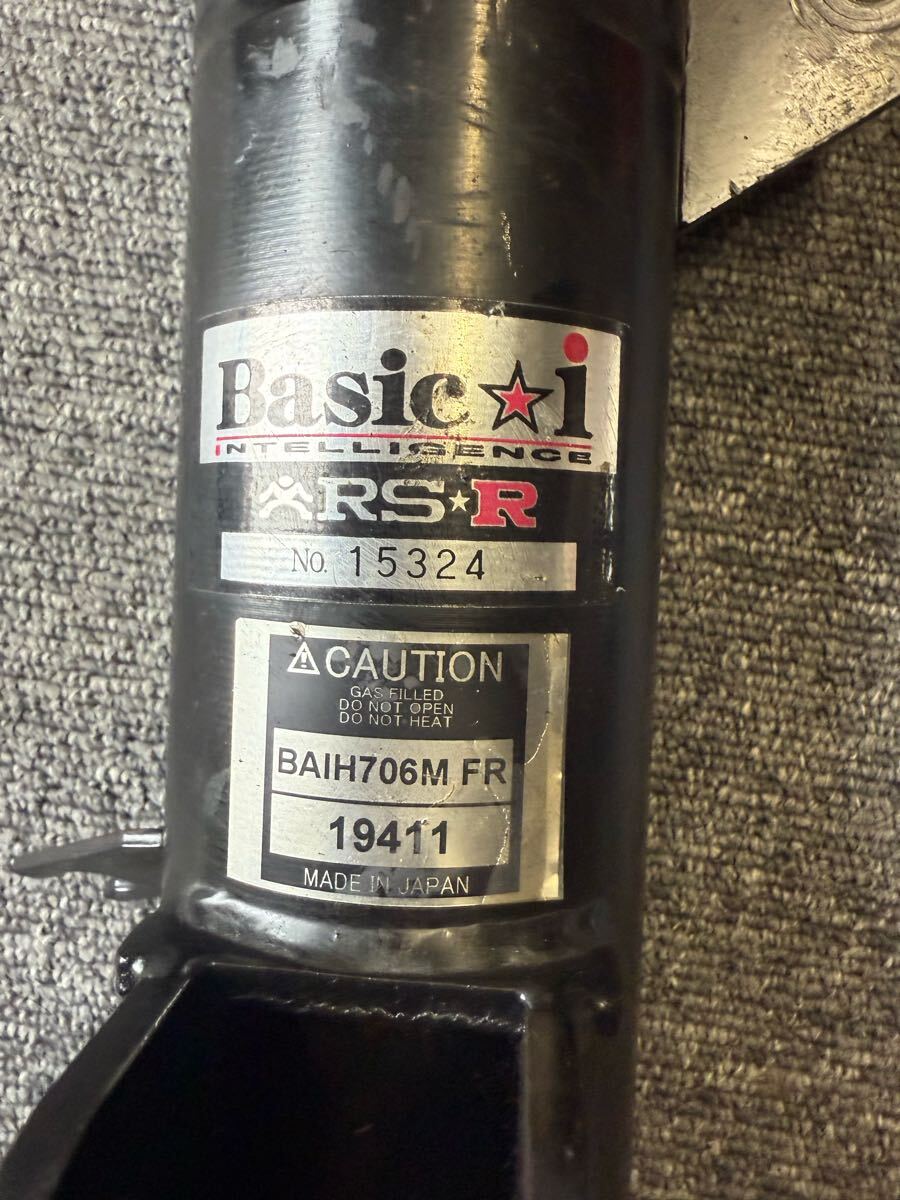 Basic☆i
INTELLIGENCE
RS★R
No. 15324
⚠CAUTION
GAS FILLED
DO NOT OPEN
DO NOT HEAT
BAIH706M FR
19411
MADE IN JAPAN